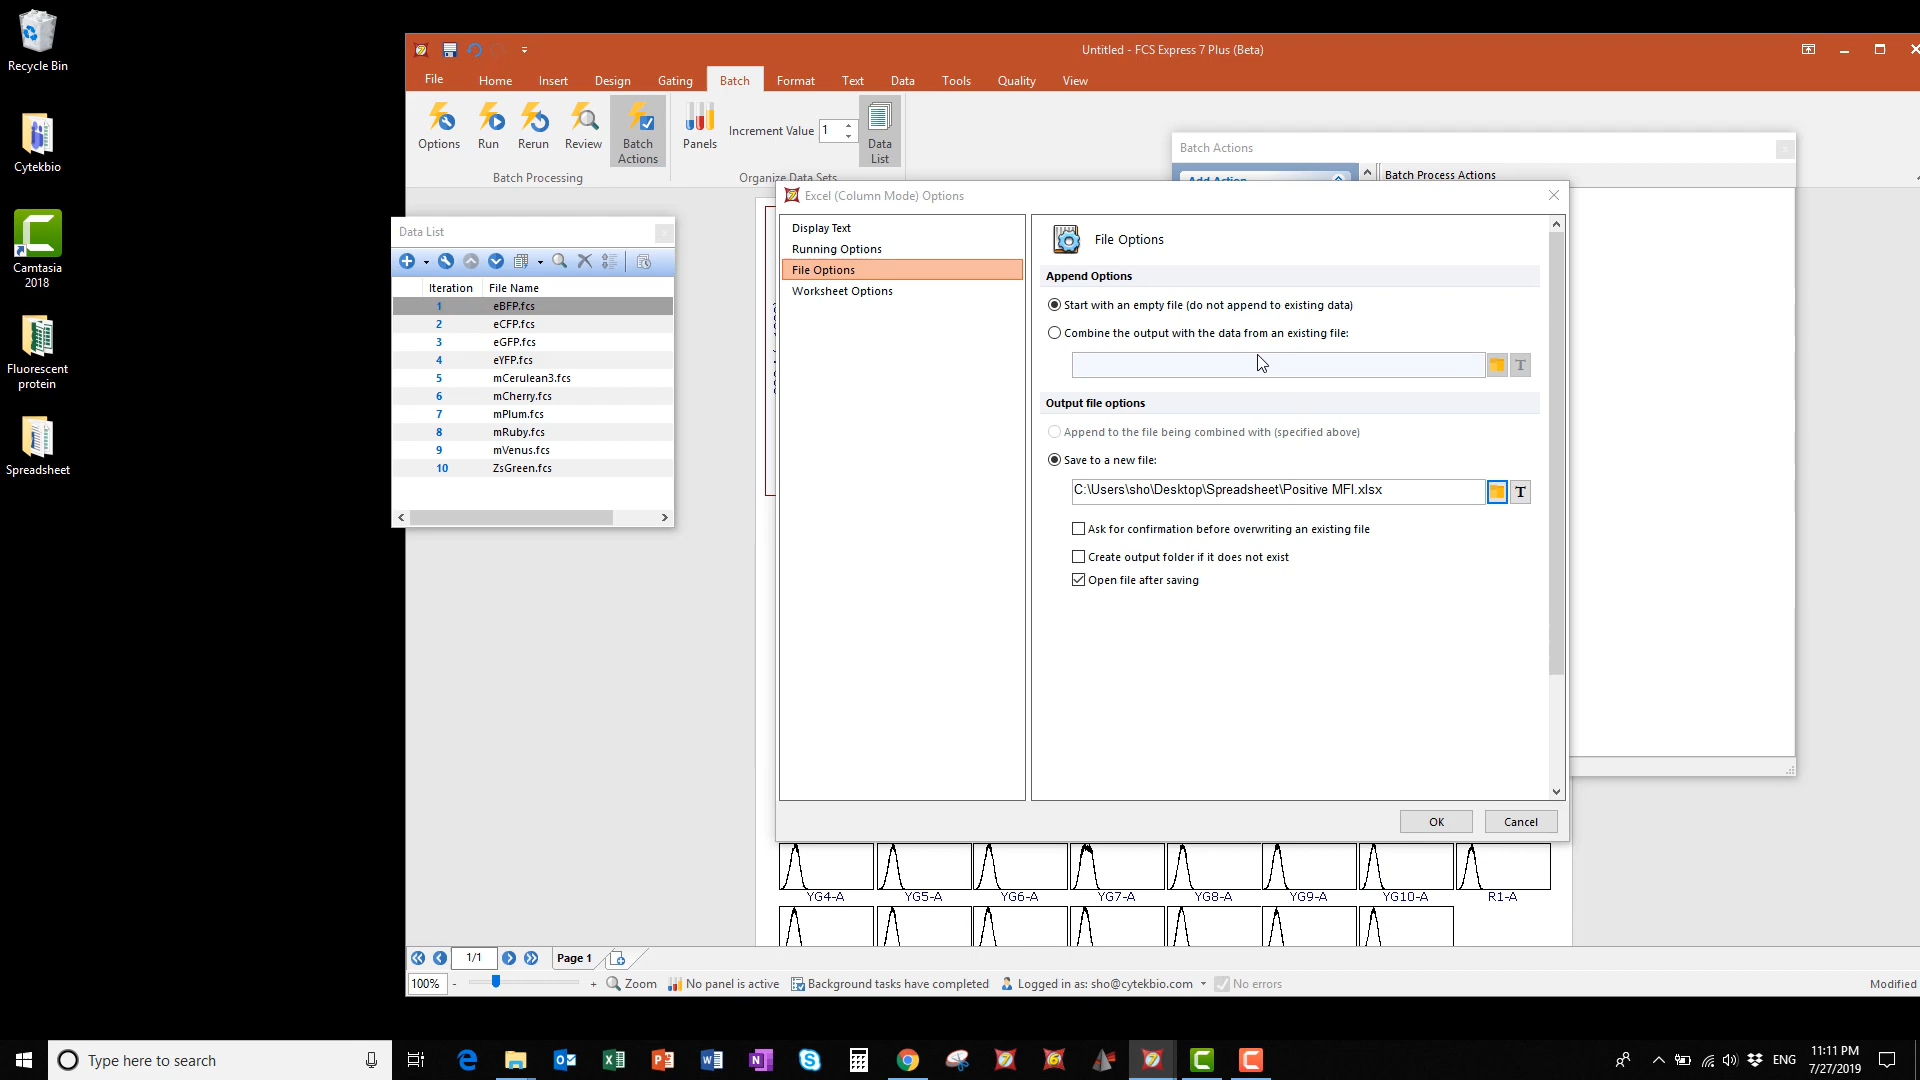 Recycle Bin
Cytekbio
Camtasia
2018
Fluorescent
protein
Spreadsheet
Untitled - FCS Express 7 Plus (Beta)
File Home Insert Design Gating Batch Format Text Data Tools Quality View
Options Run Rerun Review Batch
Actions
Panels Increment Value 1 Data
List
Batch Processing Organize Data Sets
Batch Actions
Add Action Batch Process Actions
Data List
Iteration File Name
1 eBFP.fcs
2 eCFP.fcs
3 eGFP.fcs
4 eYFP.fcs
5 mCerulean3.fcs
6 mCherry.fcs
7 mPlum.fcs
8 mRuby.fcs
9 mVenus.fcs
10 ZsGreen.fcs
Excel (Column Mode) Options
Display Text
Running Options
File Options
Worksheet Options
File Options
Append Options
Start with an empty file (do not append to existing data)
Combine the output with the data from an existing file:
T
Output file options
Append to the file being combined with (specified above)
Save to a new file:
C:\Users\sho\Desktop\Spreadsheet\Positive MFI.xlsx T
Ask for confirmation before overwriting an existing file
Create output folder if it does not exist
Open file after saving
OK Cancel
YG4-A YG5-A YG6-A YG7-A YG8-A YG9-A YG10-A R1-A
1/1 Page 1
100% - + Zoom No panel is active Background tasks have completed Logged in as: sho@cytekbio.com No errors Modified
Type here to search
ENG
11:11 PM
7/27/2019